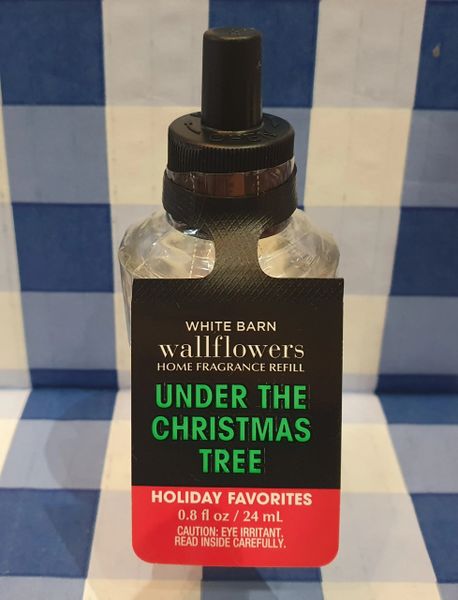 WHITE BARN
wallflowers
HOME FRAGRANCE REFILL
UNDER THE
CHRISTMAS
TREE
HOLIDAY FAVORITES
0.8 fl oz / 24 mL
CAUTION: EYE IRRITANT.
READ INSIDE CAREFULLY.